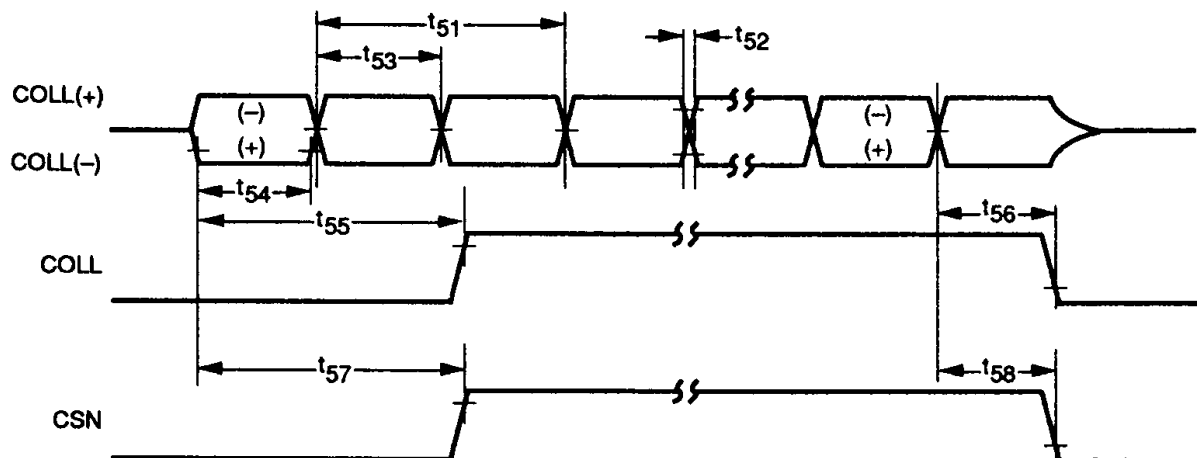 t51
t53
t52
COLL(+)
(–)
(–)
(+)
(+)
COLL(–)
t54
t55
t56
COLL
t57
t58
CSN